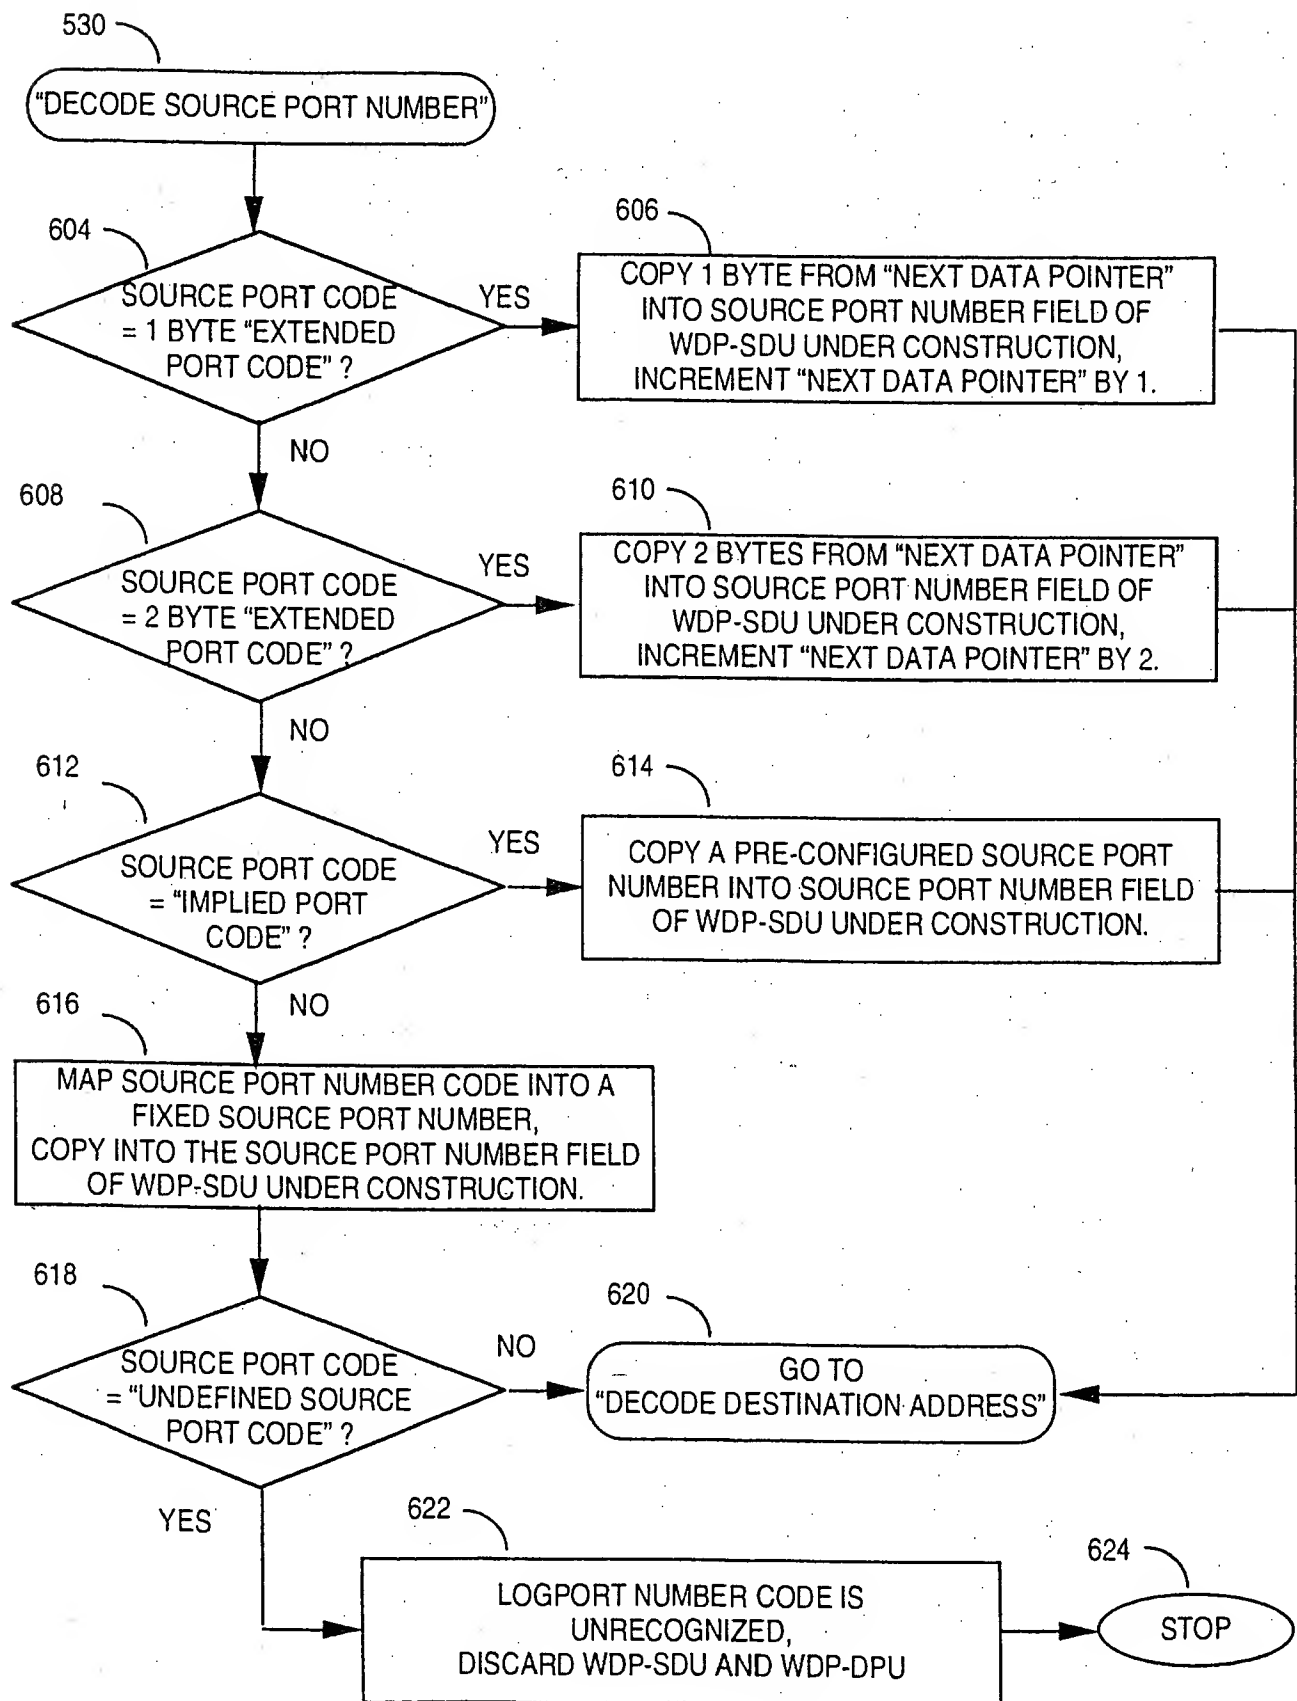 530
"DECODE SOURCE PORT NUMBER"
604
SOURCE PORT CODE
= 1 BYTE "EXTENDED
PORT CODE" ?
YES
606
COPY 1 BYTE FROM "NEXT DATA POINTER"
INTO SOURCE PORT NUMBER FIELD OF
WDP-SDU UNDER CONSTRUCTION,
INCREMENT "NEXT DATA POINTER" BY 1.
NO
608
SOURCE PORT CODE
= 2 BYTE "EXTENDED
PORT CODE" ?
YES
610
COPY 2 BYTES FROM "NEXT DATA POINTER"
INTO SOURCE PORT NUMBER FIELD OF
WDP-SDU UNDER CONSTRUCTION,
INCREMENT "NEXT DATA POINTER" BY 2.
NO
612
SOURCE PORT CODE
= "IMPLIED PORT
CODE" ?
YES
614
COPY A PRE-CONFIGURED SOURCE PORT
NUMBER INTO SOURCE PORT NUMBER FIELD
OF WDP-SDU UNDER CONSTRUCTION.
NO
616
MAP SOURCE PORT NUMBER CODE INTO A
FIXED SOURCE PORT NUMBER,
COPY INTO THE SOURCE PORT NUMBER FIELD
OF WDP-SDU UNDER CONSTRUCTION.
618
SOURCE PORT CODE
= "UNDEFINED SOURCE
PORT CODE" ?
NO
620
GO TO
"DECODE DESTINATION ADDRESS"
YES
622
LOGPORT NUMBER CODE IS
UNRECOGNIZED,
DISCARD WDP-SDU AND WDP-DPU
624
STOP